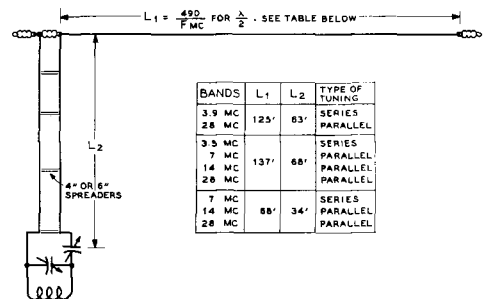 L1 = 490/F MC FOR λ/2 . SEE TABLE BELOW
L2
4" OR 6"
SPREADERS
BANDS L1 L2 TYPE OF TUNING
3.9 MC 125' 63' SERIES
28 MC PARALLEL
3.5 MC SERIES
7 MC 137' 68' PARALLEL
14 MC PARALLEL
28 MC PARALLEL
7 MC SERIES
14 MC 68' 34' PARALLEL
28 MC PARALLEL